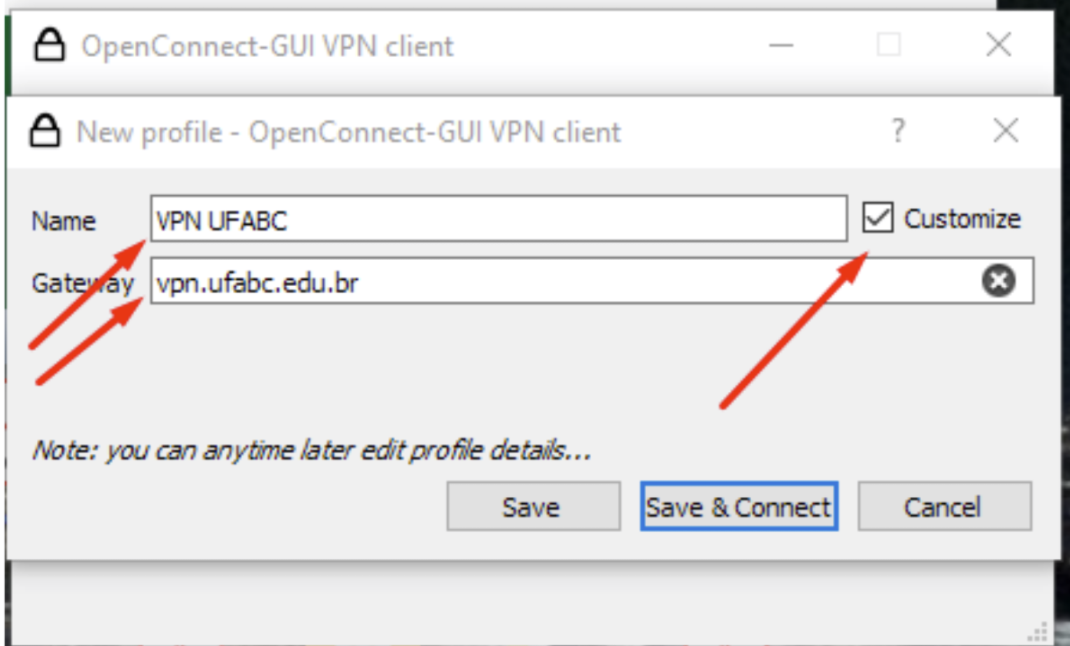 OpenConnect-GUI VPN client
New profile - OpenConnect-GUI VPN client ?
Name VPN UFABC Customize
Gateway vpn.ufabc.edu.br
Note: you can anytime later edit profile details...
Save Save & Connect Cancel